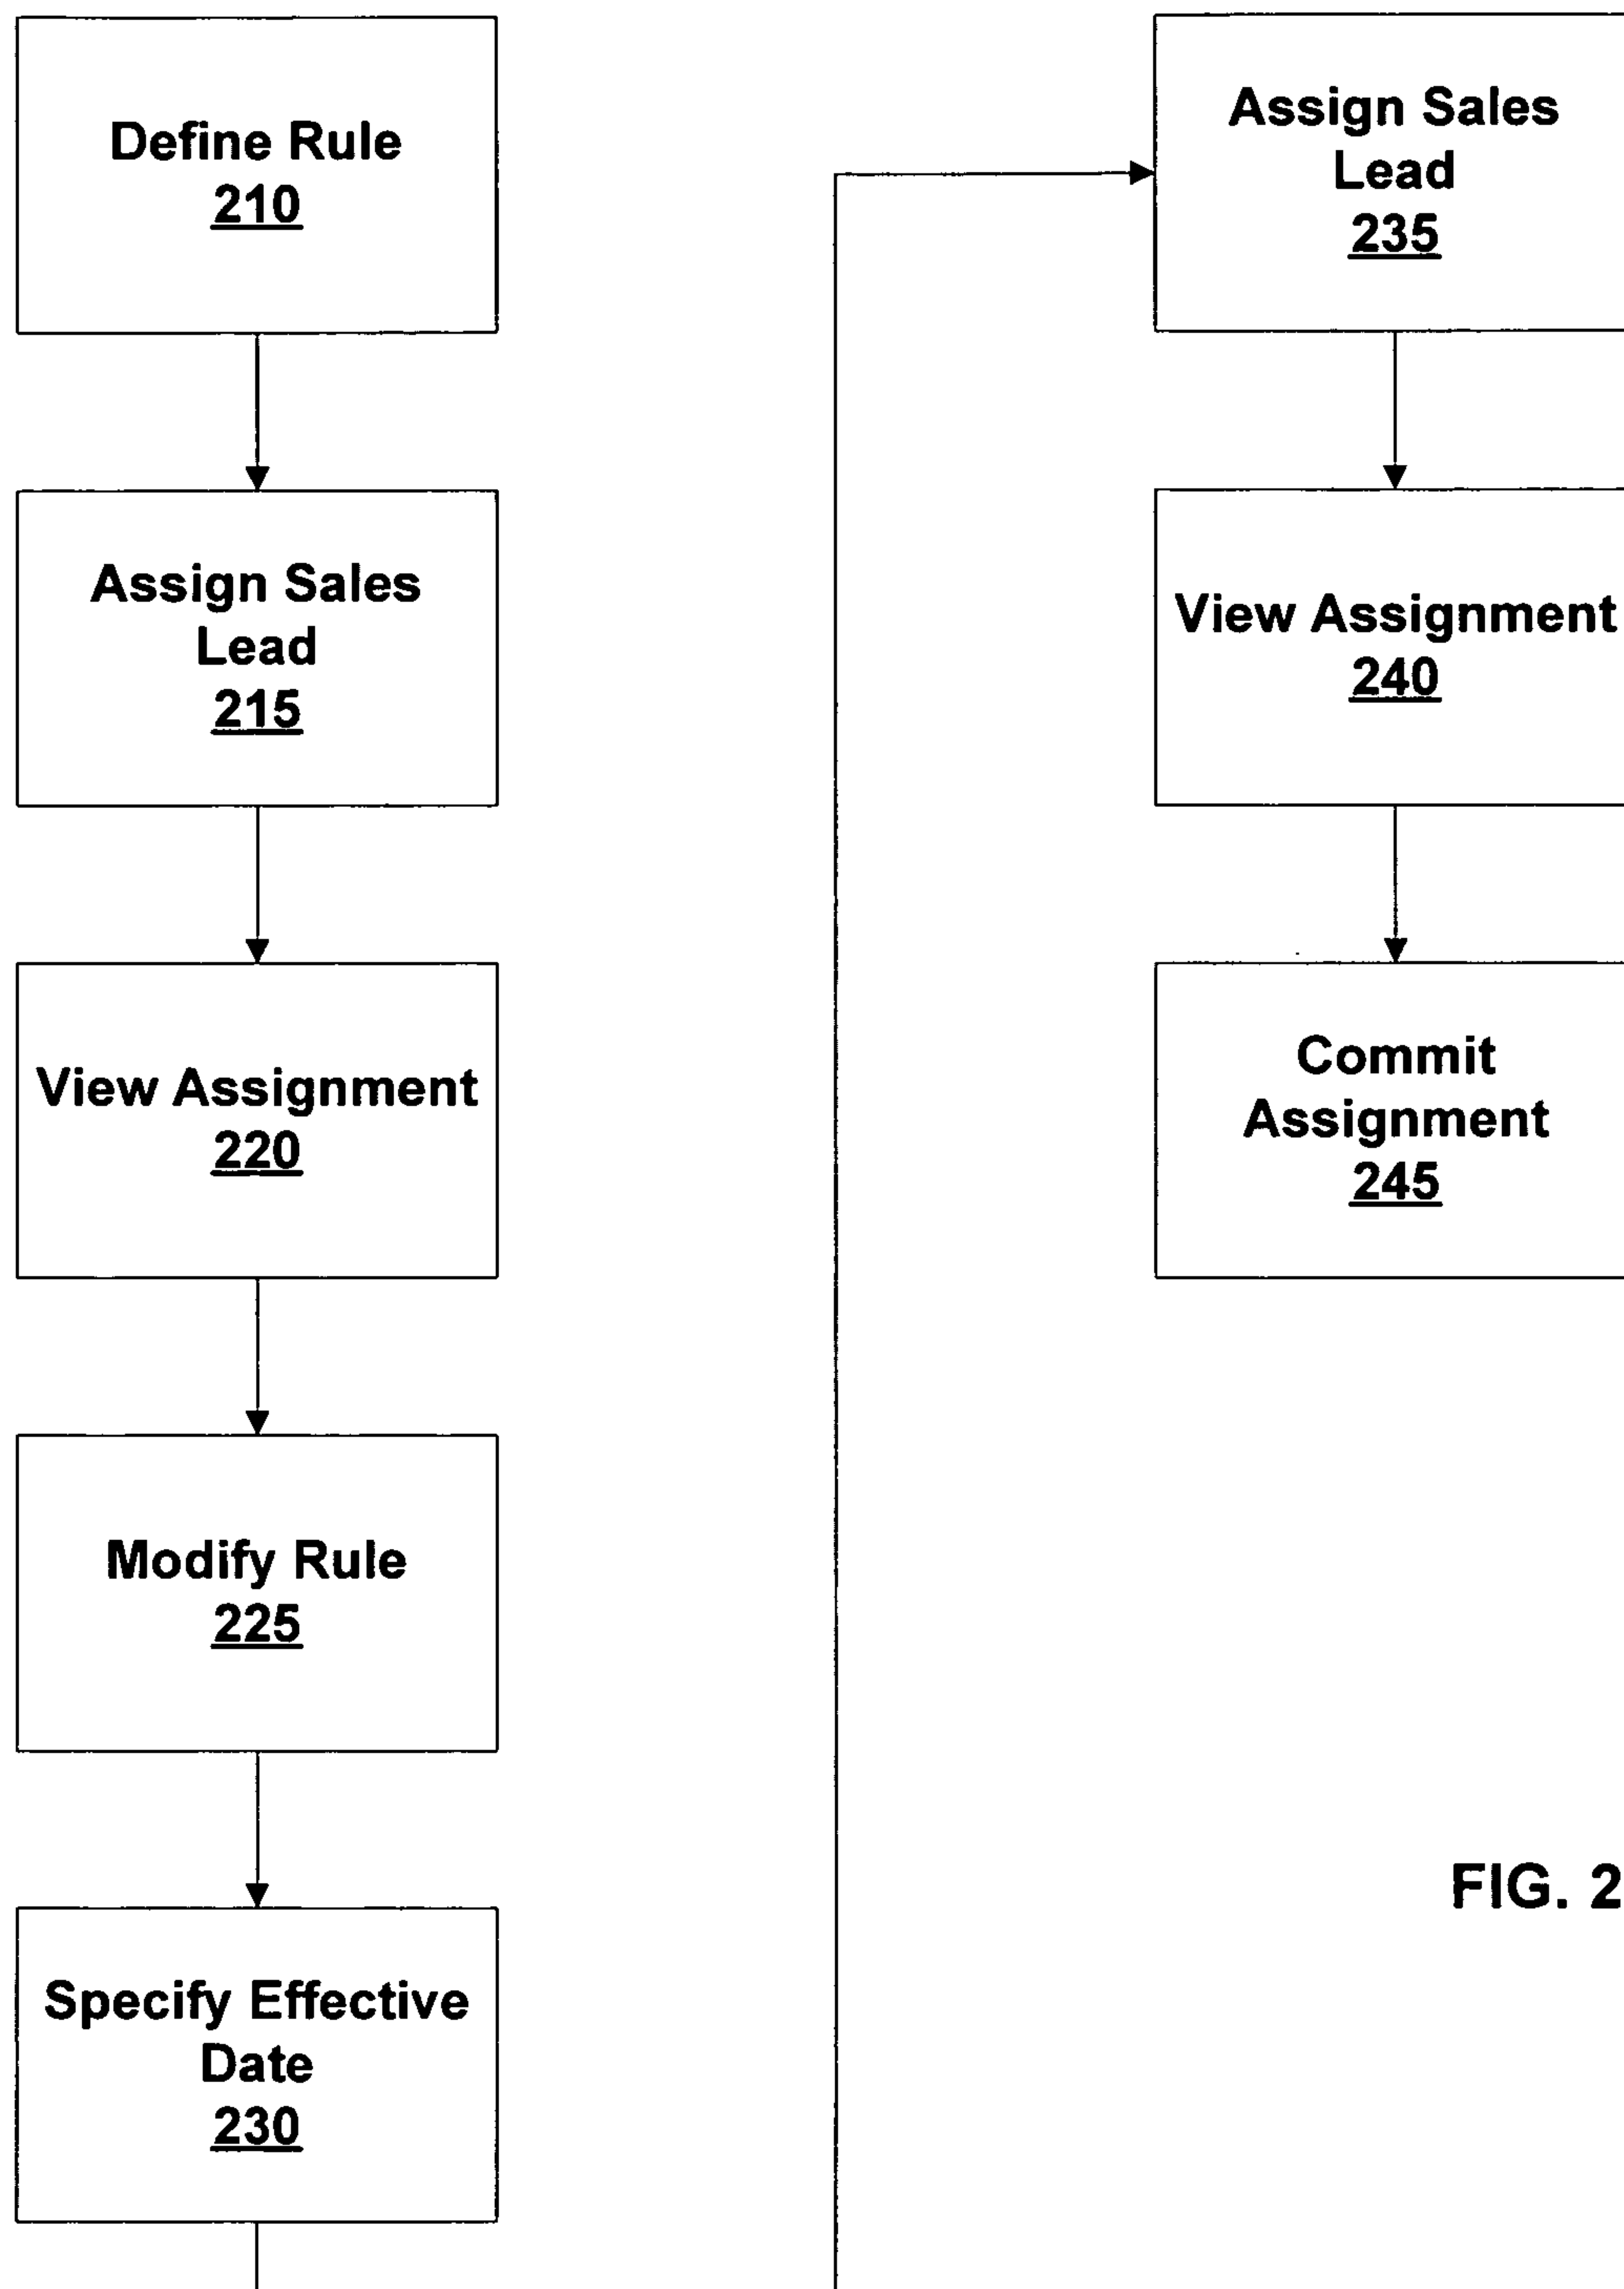 Define Rule
210
Assign Sales
Lead
215
View Assignment
220
Modify Rule
225
Specify Effective
Date
230
Assign Sales
Lead
235
View Assignment
240
Commit
Assignment
245
FIG. 2